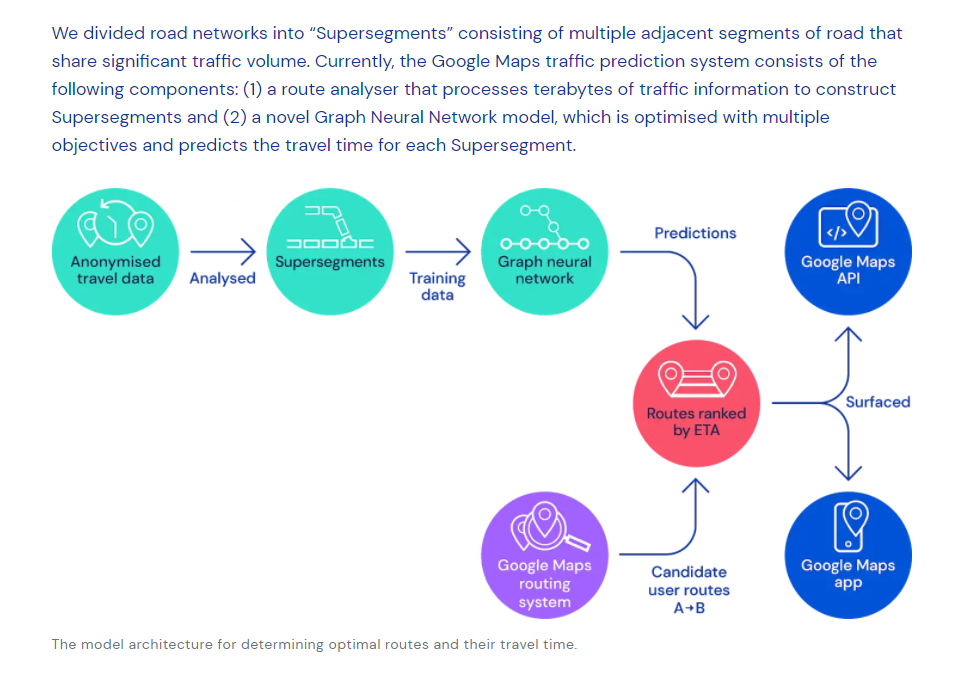 We divided road networks into “Supersegments” consisting of multiple adjacent segments of road that
share significant traffic volume. Currently, the Google Maps traffic prediction system consists of the
following components: (1) a route analyser that processes terabytes of traffic information to construct
Supersegments and (2) a novel Graph Neural Network model, which is optimised with multiple
objectives and predicts the travel time for each Supersegment.
Anonymised
travel data
Analysed
Supersegments
Training
data
Graph neural
network
Predictions
</>
Google Maps
API
Routes ranked
by ETA
Surfaced
Google Maps
routing
system
Candidate
user routes
A→B
Google Maps
app
The model architecture for determining optimal routes and their travel time.